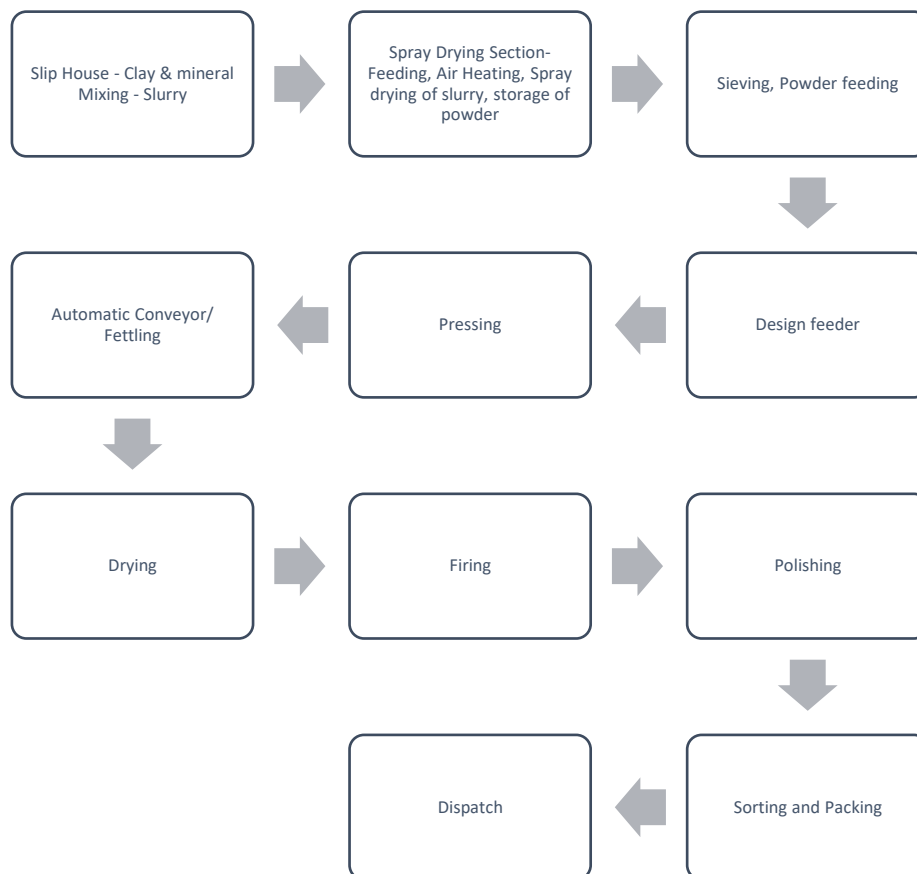 Slip House - Clay & mineral
Mixing - Slurry
Spray Drying Section-
Feeding, Air Heating, Spray
drying of slurry, storage of
powder
Sieving, Powder feeding
Design feeder
Pressing
Automatic Conveyor/
Fettling
Drying
Firing
Polishing
Sorting and Packing
Dispatch